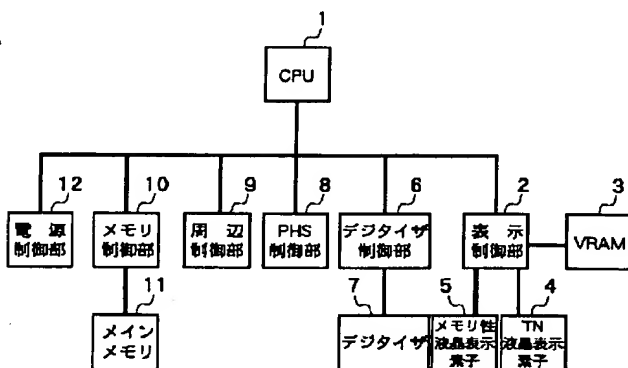 1
CPU
12
10
9
8
6
2
3
電源
制御部
メモリ
制御部
周辺
制御部
PHS
制御部
デジタイザ
制御部
表示
制御部
VRAM
11
7
5
4
メイン
メモリ
デジタイザ
メモリ性
液晶表示
素子
TN
液晶表示
素子